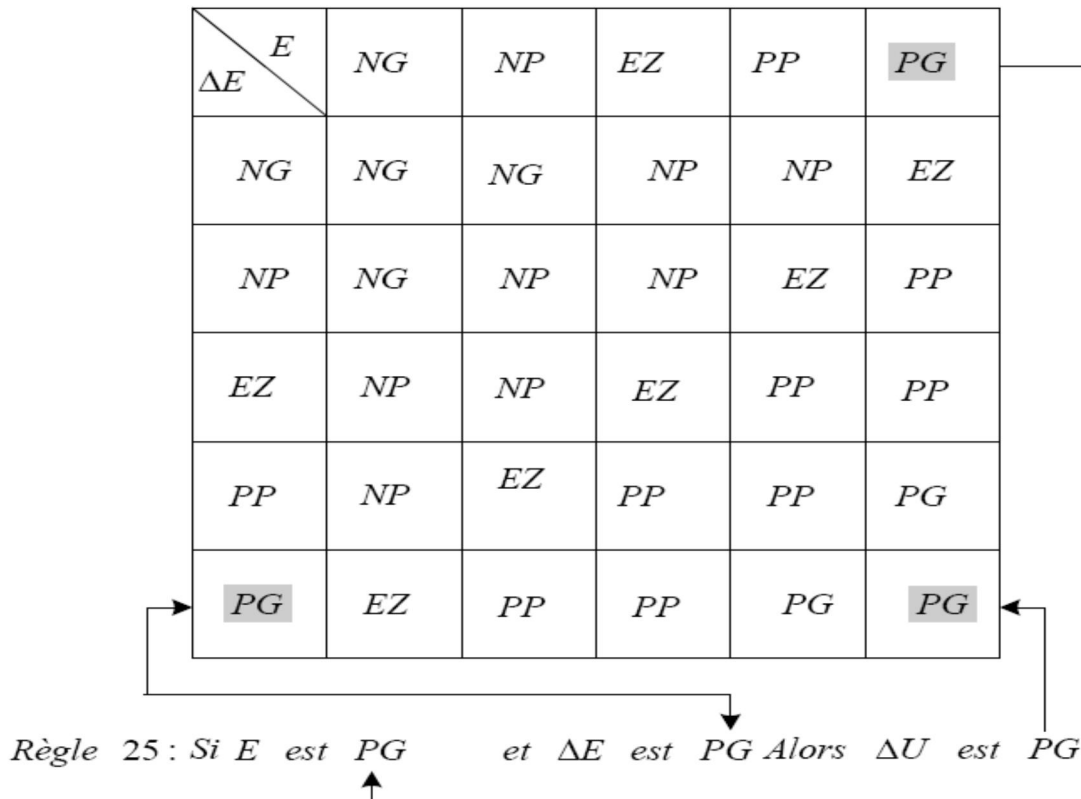 E
ΔE NG NP EZ PP PG
NG NG NG NP NP EZ
NP NG NP NP EZ PP
EZ NP NP EZ PP PP
PP NP EZ PP PP PG
PG EZ PP PP PG PG
Règle 25 : Si E est PG et ΔE est PG Alors ΔU est PG